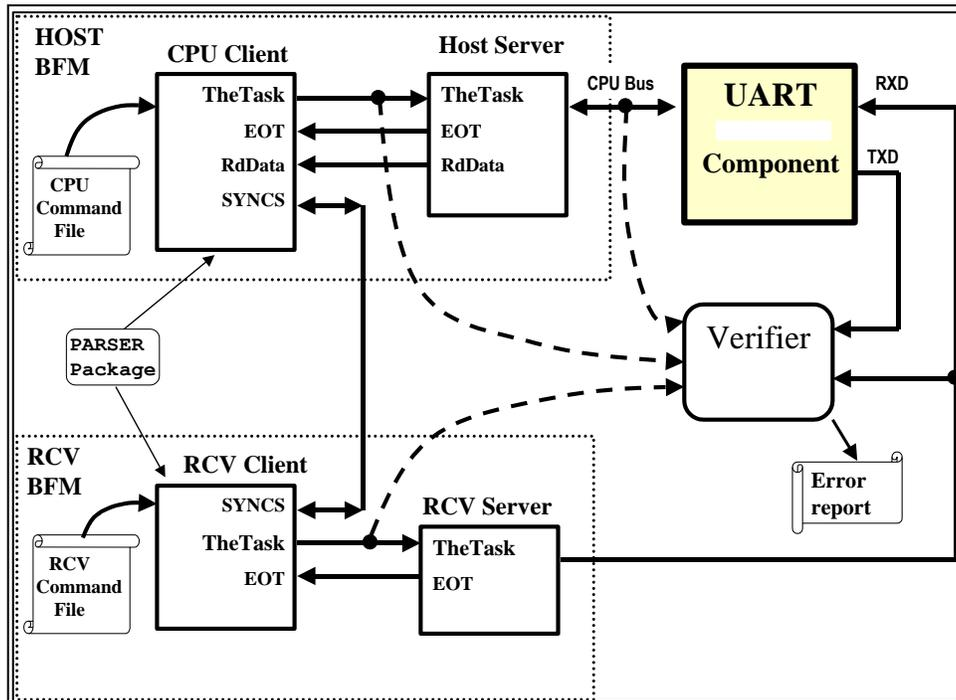 HOST
BFM
CPU Client
Host Server
TheTask
EOT
RdData
SYNCS
TheTask
EOT
RdData
CPU
Command
File
CPU Bus
UART
Component
RXD
TXD
PARSER
Package
Verifier
Error
report
RCV
BFM
RCV Client
SYNCS
TheTask
EOT
RCV Server
TheTask
EOT
RCV
Command
File